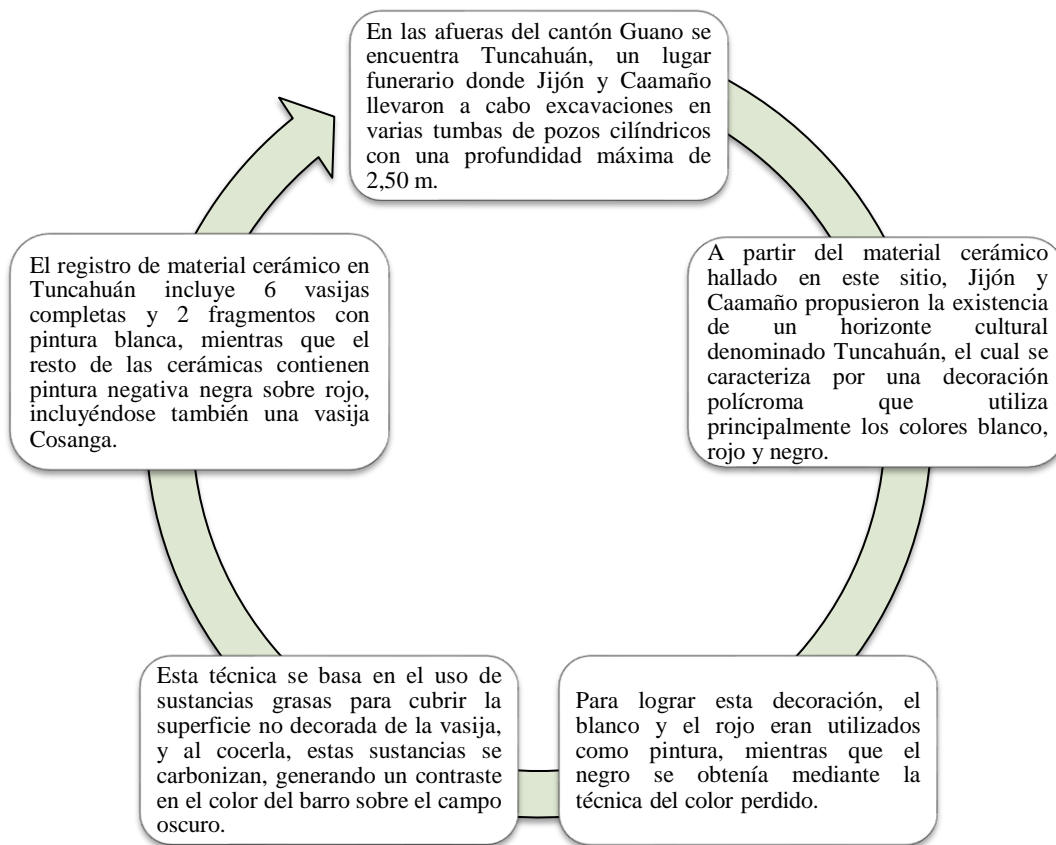 En las afueras del cantón Guano se
encuentra Tuncahuán, un lugar
funerario donde Jijón y Caamaño
llevaron a cabo excavaciones en
varias tumbas de pozos cilíndricos
con una profundidad máxima de
2,50 m.
A partir del material cerámico
hallado en este sitio, Jijón y
Caamaño propusieron la existencia
de un horizonte cultural
denominado Tuncahuán, el cual se
caracteriza por una decoración
polícroma que utiliza
principalmente los colores blanco,
rojo y negro.
Para lograr esta decoración, el
blanco y el rojo eran utilizados
como pintura, mientras que el
negro se obtenía mediante la
técnica del color perdido.
Esta técnica se basa en el uso de
sustancias grasas para cubrir la
superficie no decorada de la vasija,
y al cocerla, estas sustancias se
carbonizan, generando un contraste
en el color del barro sobre el campo
oscuro.
El registro de material cerámico en
Tuncahuán incluye 6 vasijas
completas y 2 fragmentos con
pintura blanca, mientras que el
resto de las cerámicas contienen
pintura negativa negra sobre rojo,
incluyéndose también una vasija
Cosanga.